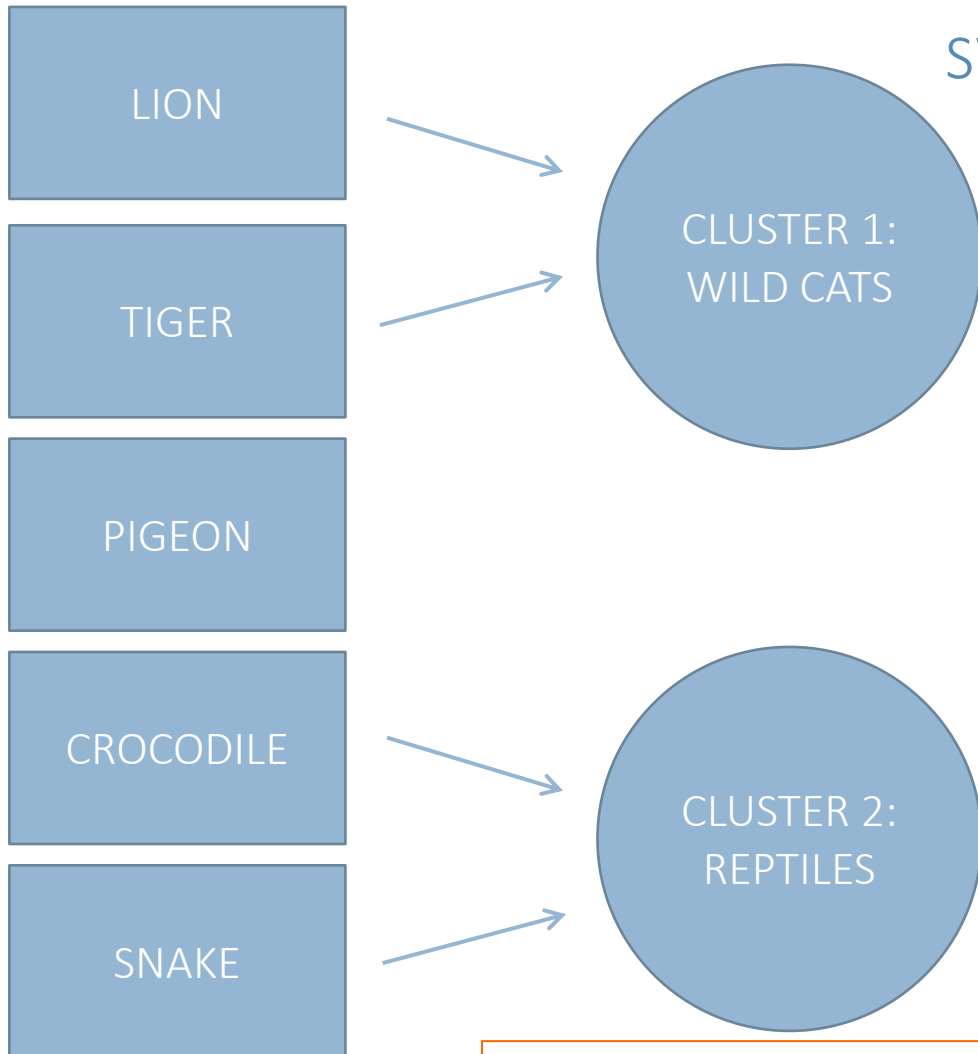 LION
TIGER
PIGEON
CROCODILE
SNAKE
CLUSTER 1:
WILD CATS
CLUSTER 2:
REPTILES